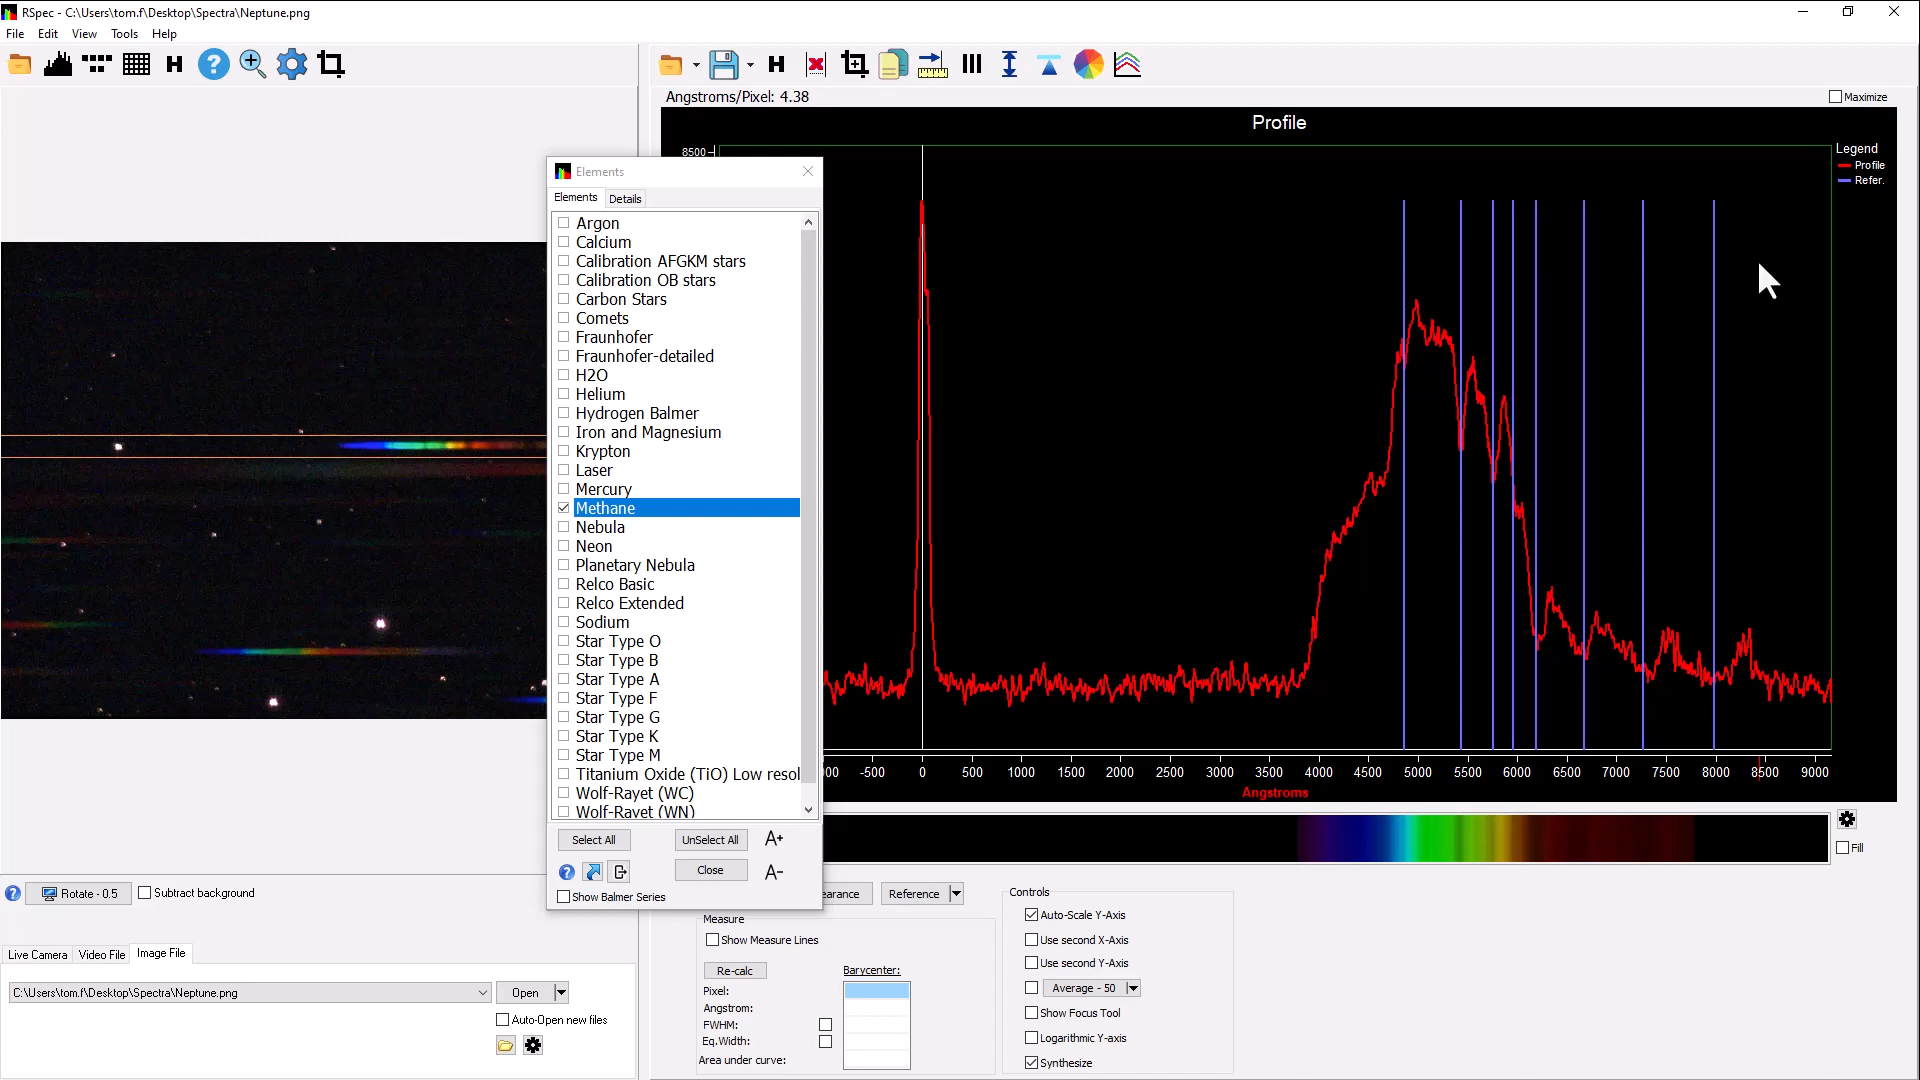 RSpec - C:\Users\tom.f\Desktop\Spectra\Neptune.png
File Edit View Tools Help
H
?
H
Angstroms/Pixel: 4.38
Maximize
Profile
8500
Legend
Profile
Refer.
Elements
Elements Details
Argon
Calcium
Calibration AFGKM stars
Calibration OB stars
Carbon Stars
Comets
Fraunhofer
Fraunhofer-detailed
H2O
Helium
Hydrogen Balmer
Iron and Magnesium
Krypton
Laser
Mercury
Methane
Nebula
Neon
Planetary Nebula
Relco Basic
Relco Extended
Sodium
Star Type O
Star Type B
Star Type A
Star Type F
Star Type G
Star Type K
Star Type M
Titanium Oxide (TiO) Low resol
Wolf-Rayet (WC)
Wolf-Rayet (WN)
Select All UnSelect All A+
? Close A-
Show Balmer Series
00 -500 0 500 1000 1500 2000 2500 3000 3500 4000 4500 5000 5500 6000 6500 7000 7500 8000 8500 9000
Angstroms
Fill
? Rotate - 0.5 Subtract background
earance Reference
Measure
Show Measure Lines
Re-calc Barycenter:
Pixel:
Angstrom:
FWHM:
Eq.Width:
Area under curve:
Controls
Auto-Scale Y-Axis
Use second X-Axis
Use second Y-Axis
Average - 50
Show Focus Tool
Logarithmic Y-axis
Synthesize
Live Camera Video File Image File
C:\Users\tom.f\Desktop\Spectra\Neptune.png Open
Auto-Open new files